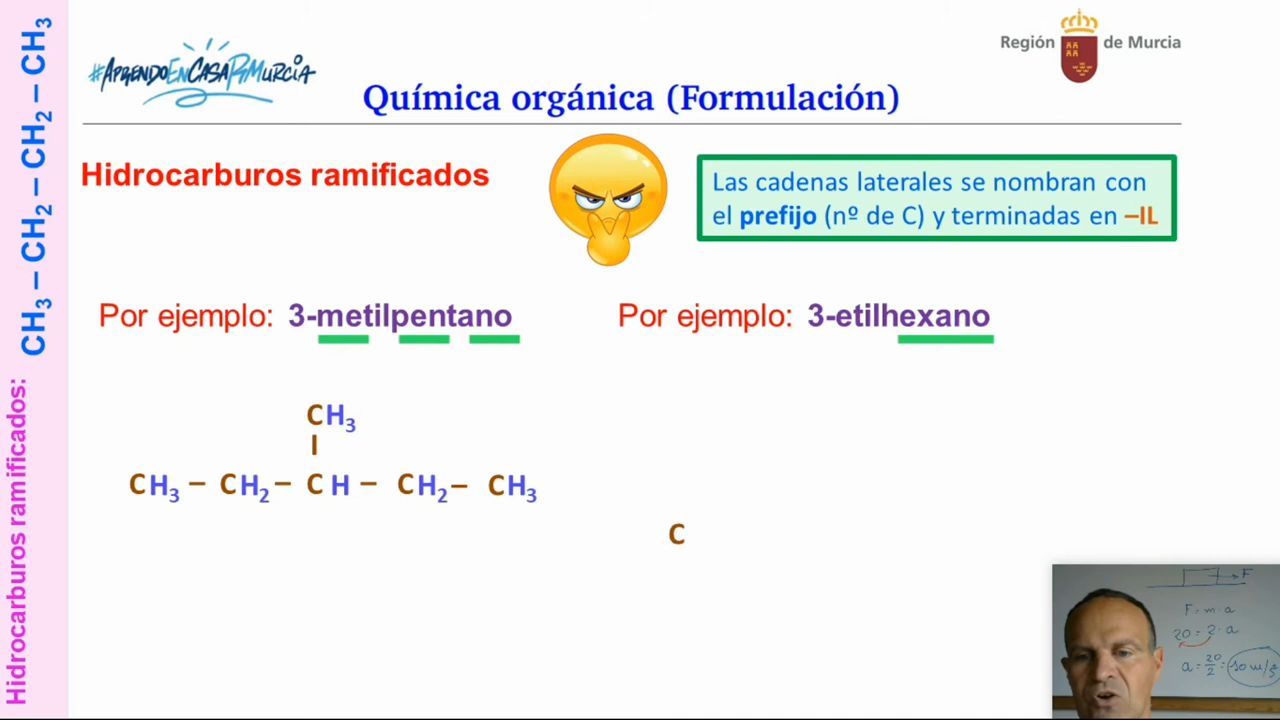 #APRENDOENCASARMURCIA
Región de Murcia
Química orgánica (Formulación)
Hidrocarburos ramificados
Las cadenas laterales se nombran con
el prefijo (nº de C) y terminadas en –IL
Por ejemplo: 3-metilpentano
Por ejemplo: 3-etilhexano
CH3
CH3 – CH2 – CH – CH2 – CH3
C
Hidrocarburos ramificados: CH3 – CH2 – CH2 – CH3
F
F = m · a
20 = 2 · a
a = 20/2 = 10 m/s